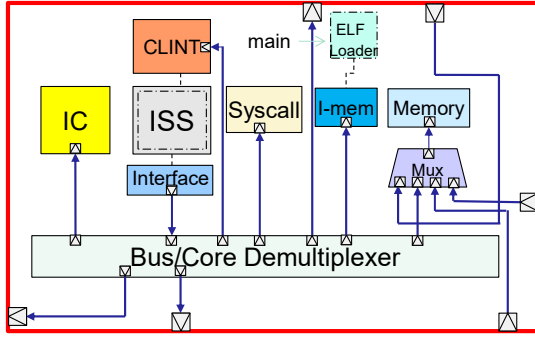 CLINT
main
ELF
Loader
IC
ISS
Syscall
I-mem
Memory
Interface
Mux
Bus/Core Demultiplexer